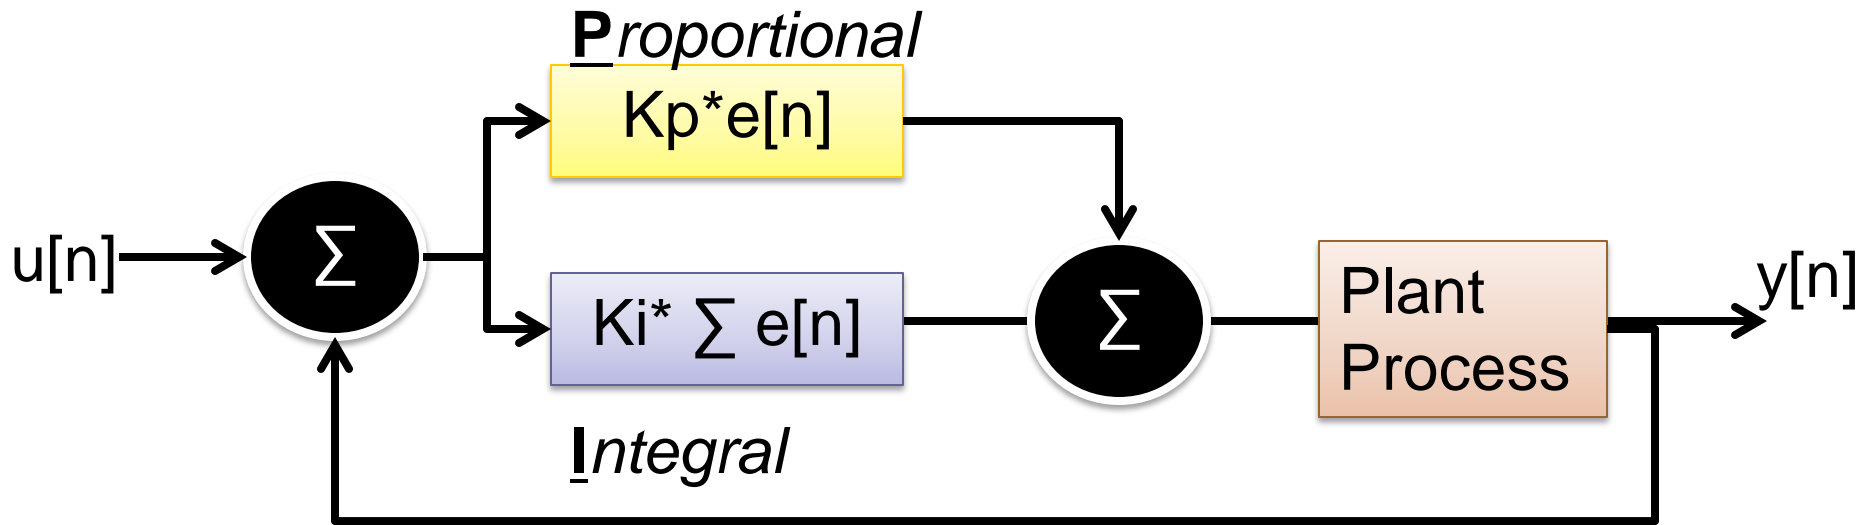 Proportional
Kp*e[n]
u[n]
∑
Ki* ∑ e[n]
∑
Plant
Process
y[n]
Integral